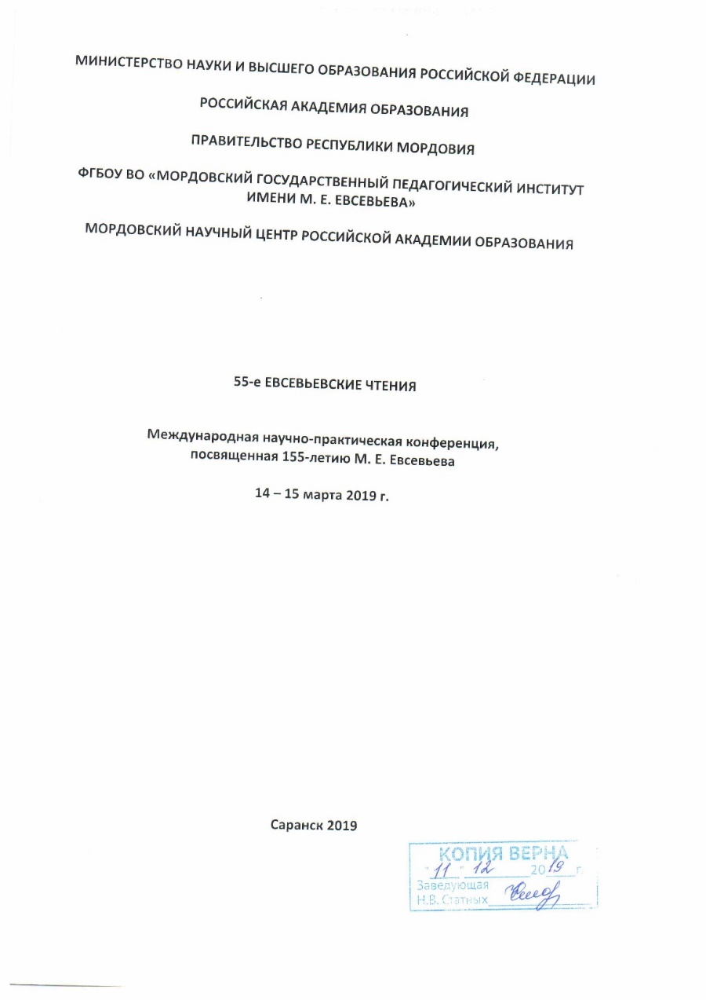 МИНИСТЕРСТВО НАУКИ И ВЫСШЕГО ОБРАЗОВАНИЯ РОССИЙСКОЙ ФЕДЕРАЦИИ
РОССИЙСКАЯ АКАДЕМИЯ ОБРАЗОВАНИЯ
ПРАВИТЕЛЬСТВО РЕСПУБЛИКИ МОРДОВИЯ
ФГБОУ ВО «МОРДОВСКИЙ ГОСУДАРСТВЕННЫЙ ПЕДАГОГИЧЕСКИЙ ИНСТИТУТ
ИМЕНИ М. Е. ЕВСЕВЬЕВА»
МОРДОВСКИЙ НАУЧНЫЙ ЦЕНТР РОССИЙСКОЙ АКАДЕМИИ ОБРАЗОВАНИЯ
55-е ЕВСЕВЬЕВСКИЕ ЧТЕНИЯ
Международная научно-практическая конференция,
посвященная 155-летию М. Е. Евсевьева
14 – 15 марта 2019 г.
Саранск 2019
КОПИЯ ВЕРНА
"11" 12 2019 г.
Заведующая
Н.В. Статных